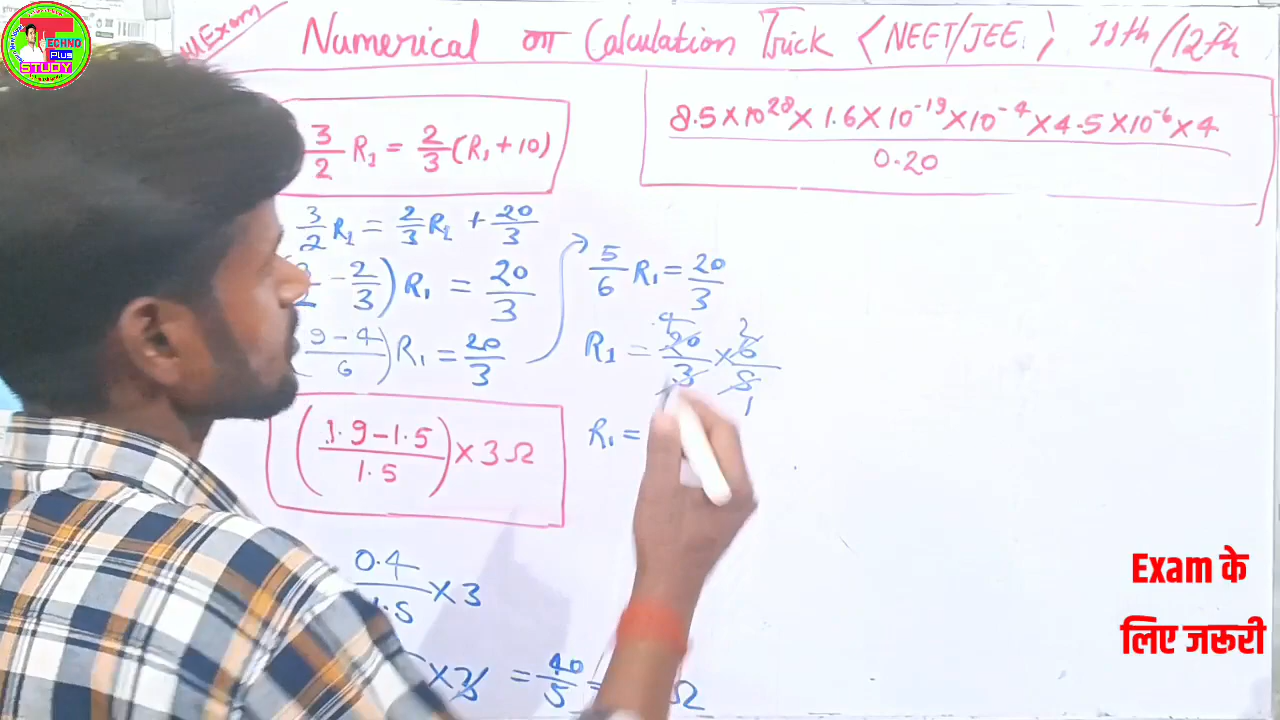 TECHNO
Plus
STUDY
All Exam
Numerical का Calculation Trick < NEET/JEE > 11th/12th
3/2 R₁ = 2/3 (R₁ + 10)
8.5 × 10²⁸ × 1.6 × 10⁻¹⁹ × 10⁻⁴ × 4.5 × 10⁻⁶ × 4 / 0.20
3/2 R₁ = 2/3 R₁ + 20/3
- 2/3) R₁ = 20/3
9 - 4 / 6) R₁ = 20/3
5/6 R₁ = 20/3
R₁ = 20/3 × 6/5
4 2 1
R₁ =
(1.9 - 1.5 / 1.5) × 3Ω
0.4 / 1.5 × 3
× 3 = 40/5 = Ω
Exam के
लिए जरूरी